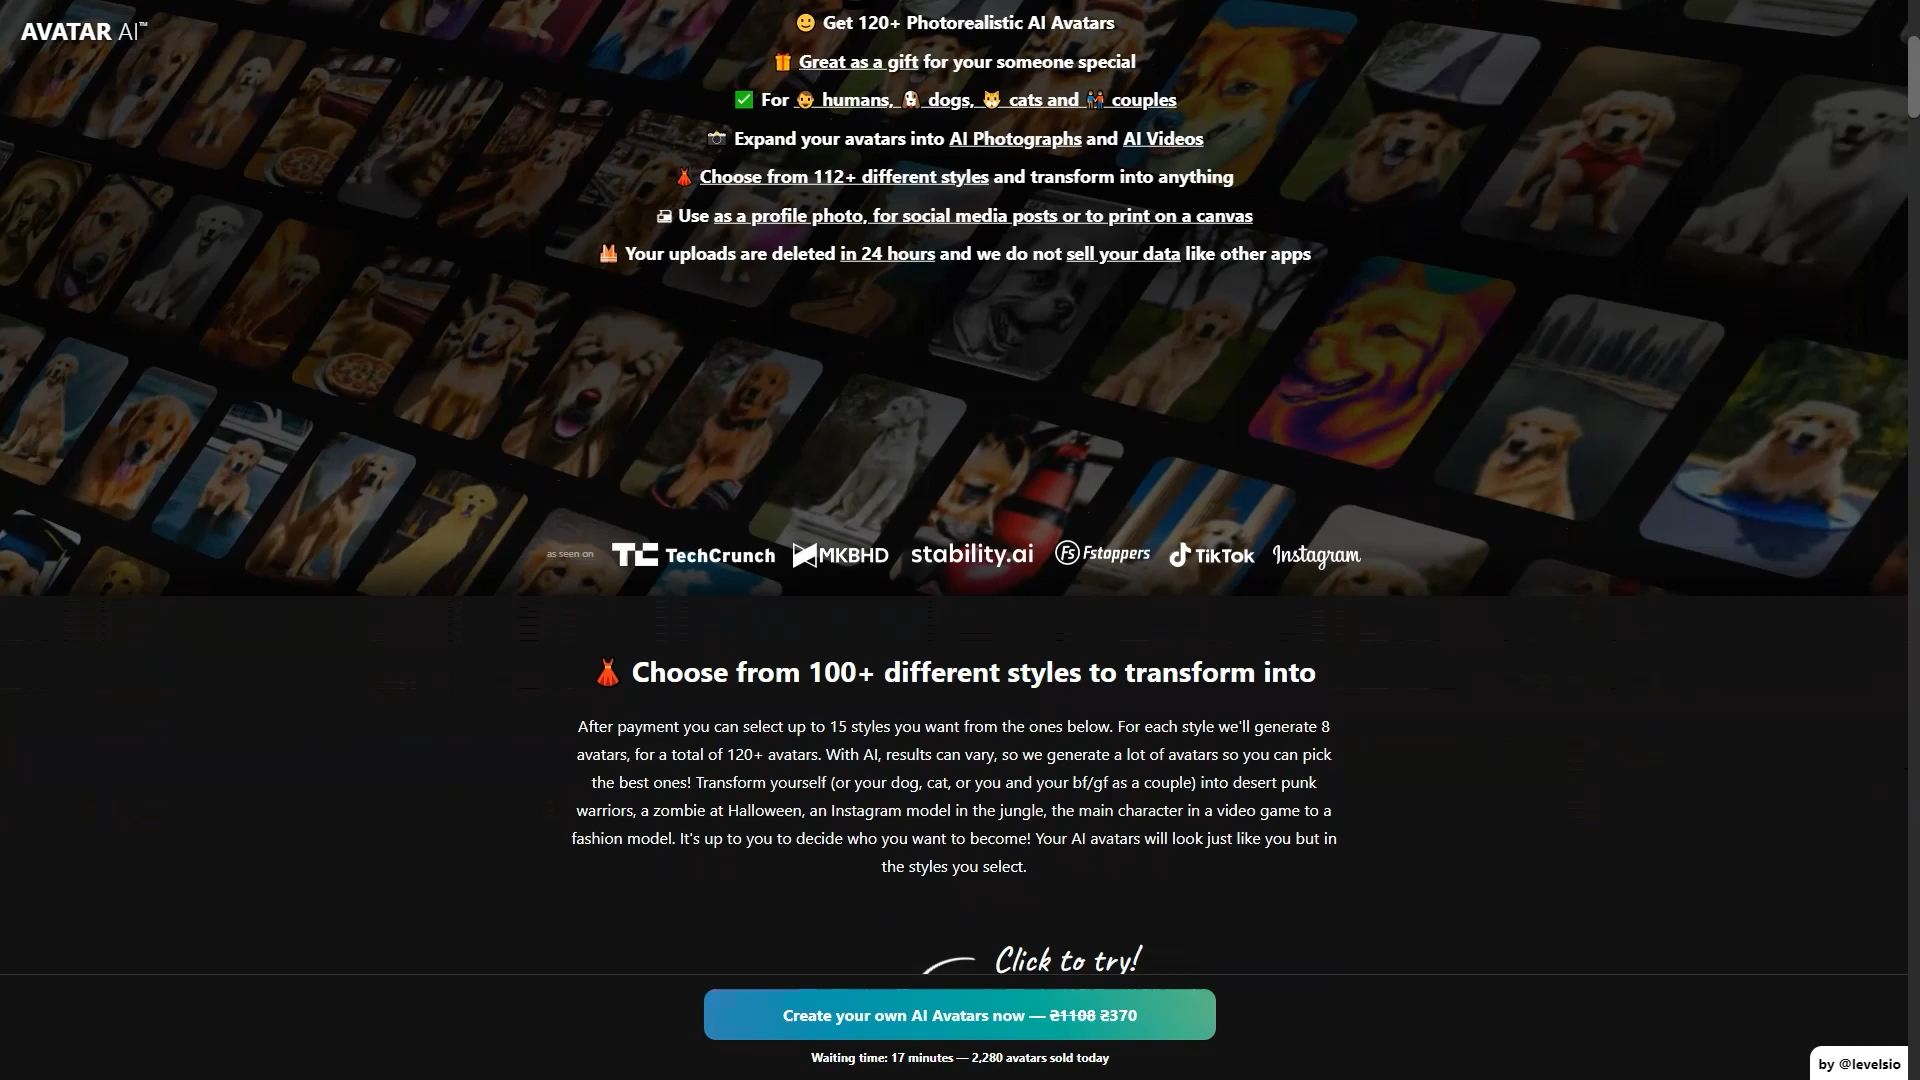 AVATAR AI™
Get 120+ Photorealistic AI Avatars
Great as a gift for your someone special
For humans, dogs, cats and couples
Expand your avatars into AI Photographs and AI Videos
Choose from 112+ different styles and transform into anything
Use as a profile photo, for social media posts or to print on a canvas
Your uploads are deleted in 24 hours and we do not sell your data like other apps
as seen on TC TechCrunch MKBHD stability.ai Fs Fstoppers TikTok Instagram
Choose from 100+ different styles to transform into
After payment you can select up to 15 styles you want from the ones below. For each style we'll generate 8
avatars, for a total of 120+ avatars. With AI, results can vary, so we generate a lot of avatars so you can pick
the best ones! Transform yourself (or your dog, cat, or you and your bf/gf as a couple) into desert punk
warriors, a zombie at Halloween, an Instagram model in the jungle, the main character in a video game to a
fashion model. It's up to you to decide who you want to become! Your AI avatars will look just like you but in
the styles you select.
Click to try!
Create your own AI Avatars now — ₴1108 ₴370
Waiting time: 17 minutes — 2,280 avatars sold today
by @levelsio